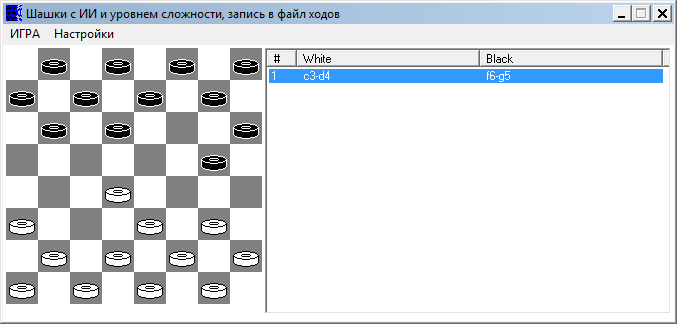 Шашки с ИИ и уровнем сложности, запись в файл ходов
ИГРА Настройки
# White Black
1 c3-d4 f6-g5